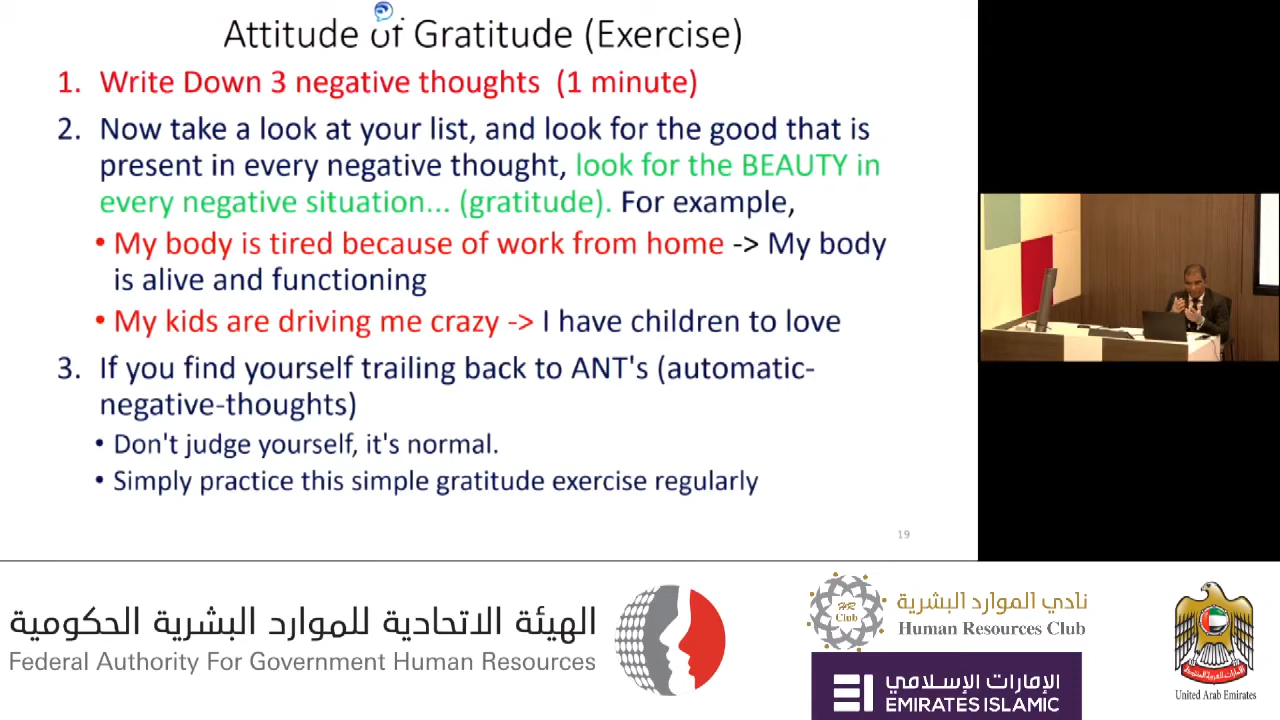 Attitude of Gratitude (Exercise)
1. Write Down 3 negative thoughts (1 minute)
2. Now take a look at your list, and look for the good that is
present in every negative thought, look for the BEAUTY in
every negative situation... (gratitude). For example,
• My body is tired because of work from home -> My body
is alive and functioning
• My kids are driving me crazy -> I have children to love
3. If you find yourself trailing back to ANT's (automatic-
negative-thoughts)
• Don't judge yourself, it's normal.
• Simply practice this simple gratitude exercise regularly
19
الهيئة الاتحادية للموارد البشرية الحكومية
Federal Authority For Government Human Resources
HR
Club
نادي الموارد البشرية
Human Resources Club
الإمارات الإسلامي
EMIRATES ISLAMIC
United Arab Emirates